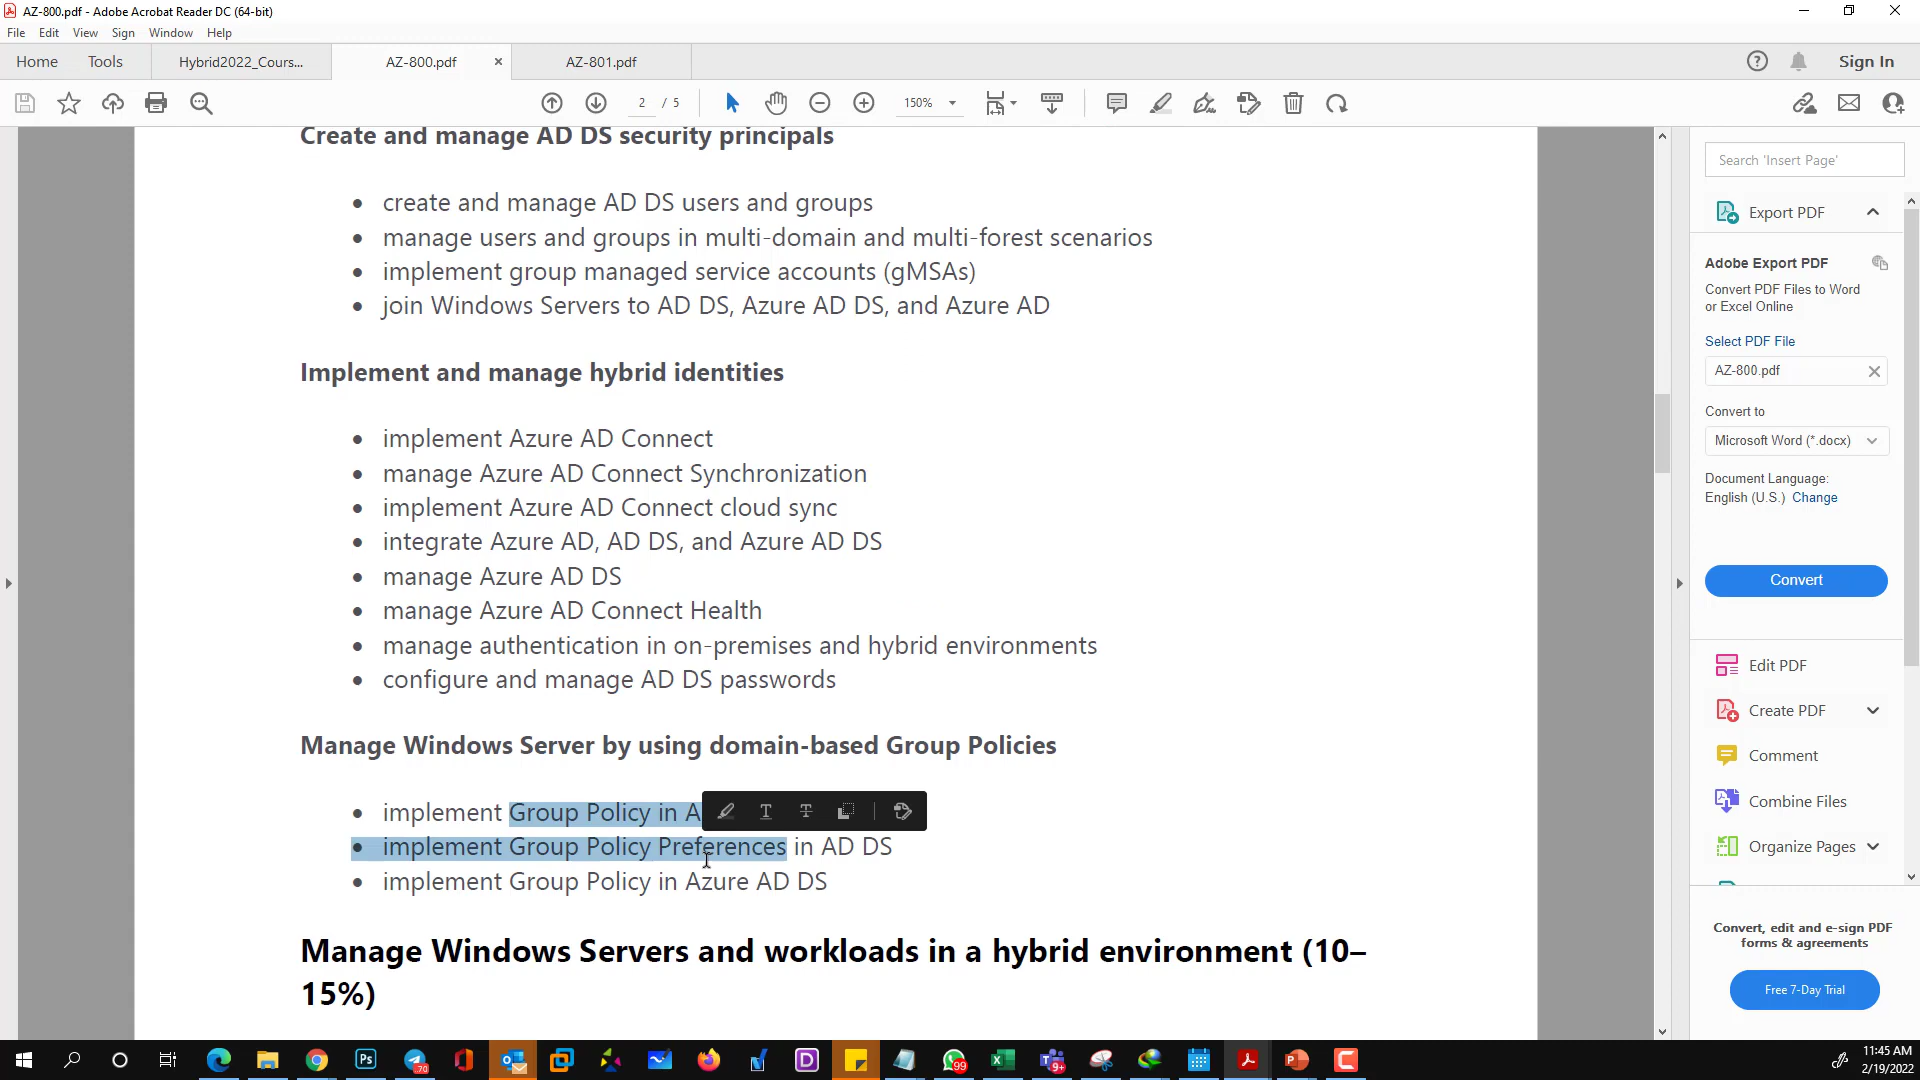 AZ-800.pdf - Adobe Acrobat Reader DC (64-bit)
File Edit View Sign Window Help
Home Tools Hybrid2022_Cours... AZ-800.pdf AZ-801.pdf Sign In
2 / 5 150%
Create and manage AD DS security principals
• create and manage AD DS users and groups
• manage users and groups in multi-domain and multi-forest scenarios
• implement group managed service accounts (gMSAs)
• join Windows Servers to AD DS, Azure AD DS, and Azure AD
Implement and manage hybrid identities
• implement Azure AD Connect
• manage Azure AD Connect Synchronization
• implement Azure AD Connect cloud sync
• integrate Azure AD, AD DS, and Azure AD DS
• manage Azure AD DS
• manage Azure AD Connect Health
• manage authentication in on-premises and hybrid environments
• configure and manage AD DS passwords
Manage Windows Server by using domain-based Group Policies
• implement Group Policy in A
• implement Group Policy Preferences in AD DS
• implement Group Policy in Azure AD DS
Manage Windows Servers and workloads in a hybrid environment (10–
15%)
Search 'Insert Page'
Export PDF
Adobe Export PDF
Convert PDF Files to Word
or Excel Online
Select PDF File
AZ-800.pdf
Convert to
Microsoft Word (*.docx)
Document Language:
English (U.S.) Change
Convert
Edit PDF
Create PDF
Comment
Combine Files
Organize Pages
Convert, edit and e-sign PDF
forms & agreements
Free 7-Day Trial
Ps 70 99 9+
11:45 AM
2/19/2022